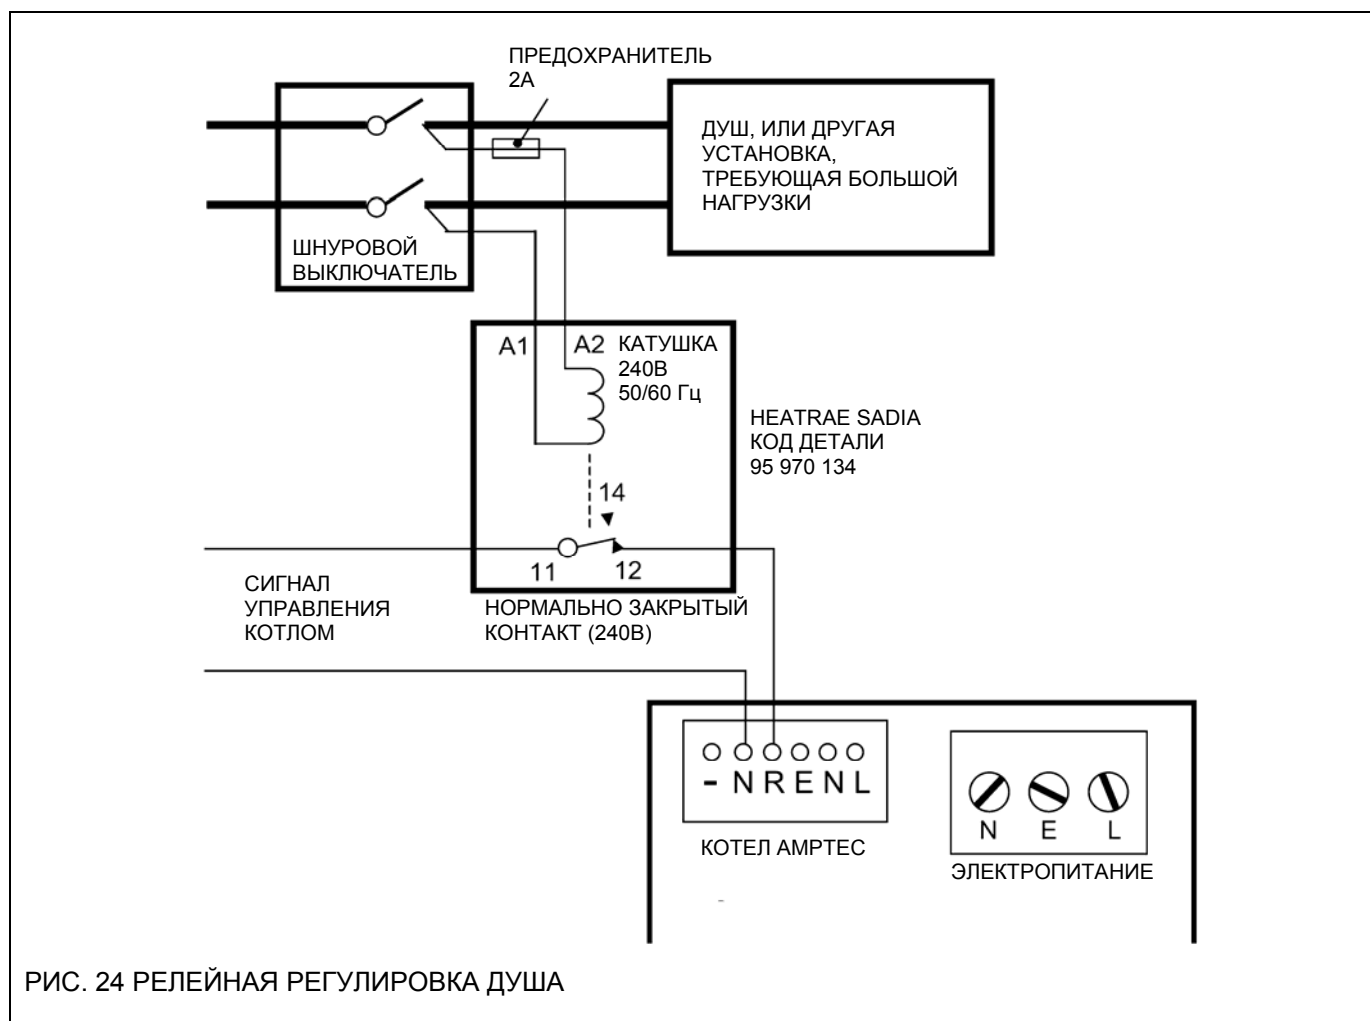 ПРЕДОХРАНИТЕЛЬ
2А
ДУШ, ИЛИ ДРУГАЯ
УСТАНОВКА,
ТРЕБУЮЩАЯ БОЛЬШОЙ
НАГРУЗКИ
ШНУРОВОЙ
ВЫКЛЮЧАТЕЛЬ
A1
A2
КАТУШКА
240В
50/60 Гц
HEATRAE SADIA
КОД ДЕТАЛИ
95 970 134
14
11
12
СИГНАЛ
УПРАВЛЕНИЯ
КОТЛОМ
НОРМАЛЬНО ЗАКРЫТЫЙ
КОНТАКТ (240В)
- N R E N L
КОТЕЛ AMPTEC
N E L
ЭЛЕКТРОПИТАНИЕ
РИС. 24 РЕЛЕЙНАЯ РЕГУЛИРОВКА ДУША